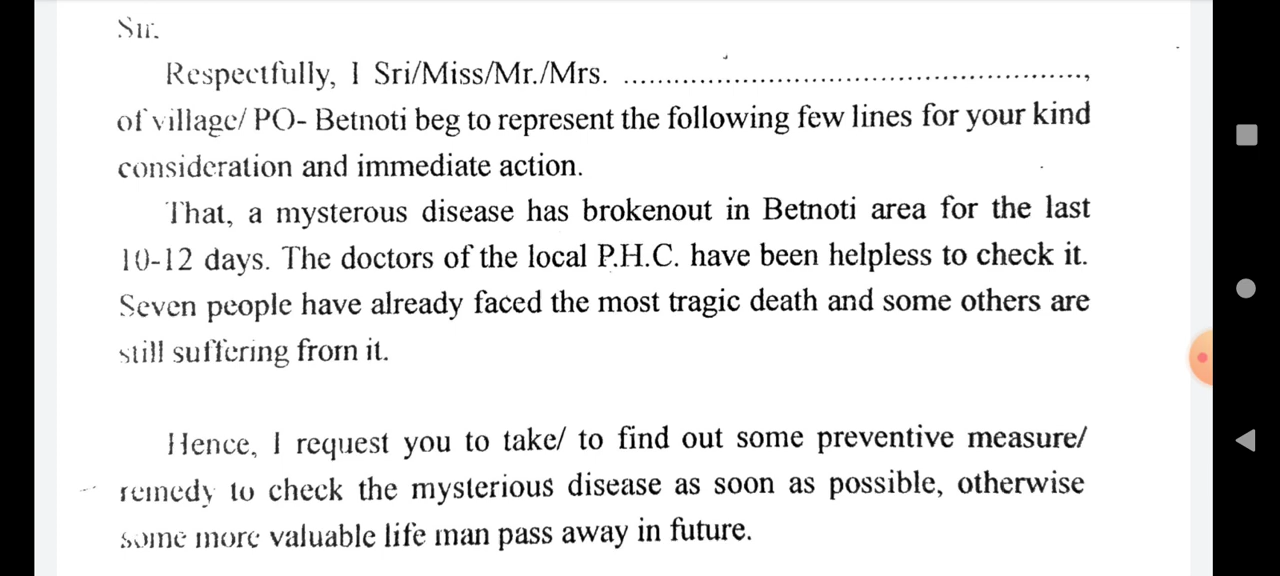 Sir.
Respectfully, I Sri/Miss/Mr./Mrs. ..........................................................,
of village/ PO- Betnoti beg to represent the following few lines for your kind
consideration and immediate action.
That, a mysterous disease has brokenout in Betnoti area for the last
10-12 days. The doctors of the local P.H.C. have been helpless to check it.
Seven people have already faced the most tragic death and some others are
still suffering from it.
Hence, I request you to take/ to find out some preventive measure/
remedy to check the mysterious disease as soon as possible, otherwise
some more valuable life man pass away in future.